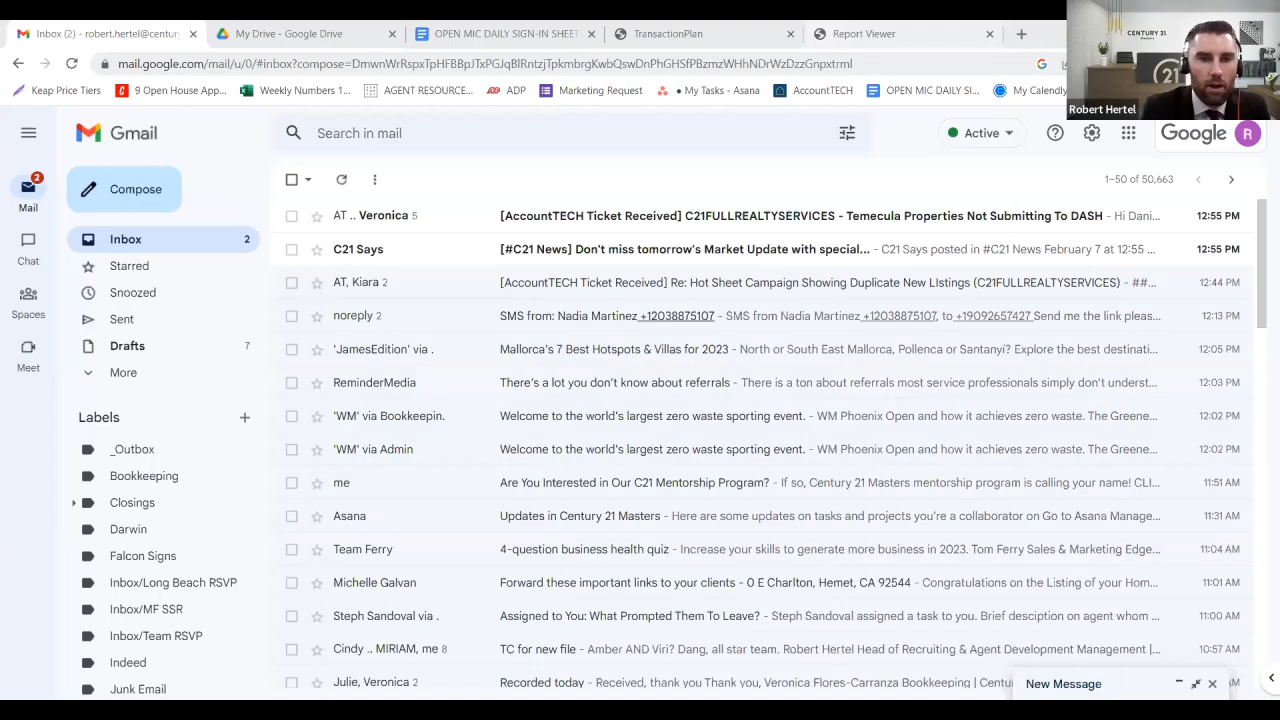 Inbox (2) - robert.hertel@century
My Drive - Google Drive
OPEN MIC DAILY SIGN-IN SHEET
TransactionPlan
Report Viewer
mail.google.com/mail/u/0/#inbox?compose=
Keap Price Tiers
9 Open House App...
Weekly Numbers 1...
AGENT RESOURCE...
ADP
Marketing Request
• My Tasks - Asana
AccountTECH
OPEN MIC DAILY SI...
My Calendly
CENTURY 21
Masters
Robert Hertel
Gmail
Search in mail
Active
Google
R
Compose
1–50 of 50,663
2
Mail
Chat
Spaces
Meet
Inbox 2
Starred
Snoozed
Sent
Drafts 7
More
Labels
_Outbox
Bookkeeping
Closings
Darwin
Falcon Signs
Inbox/Long Beach RSVP
Inbox/MF SSR
Inbox/Team RSVP
Indeed
Junk Email
AT .. Veronica 5 [AccountTECH Ticket Received] C21FULLREALTYSERVICES - Temecula Properties Not Submitting To DASH - Hi Dani... 12:55 PM
C21 Says [#C21 News] Don't miss tomorrow's Market Update with special... - C21 Says posted in #C21 News February 7 at 12:55 ... 12:55 PM
AT, Kiara 2 [AccountTECH Ticket Received] Re: Hot Sheet Campaign Showing Duplicate New LIstings (C21FULLREALTYSERVICES) - ##... 12:44 PM
noreply 2 SMS from: Nadia Martinez +12038875107 - SMS from Nadia Martinez +12038875107, to +19092657427 Send me the link pleas... 12:13 PM
'JamesEdition' via . Mallorca's 7 Best Hotspots & Villas for 2023 - North or South East Mallorca, Pollenca or Santanyí? Explore the best destinati... 12:05 PM
ReminderMedia There's a lot you don't know about referrals - There is a ton about referrals most service professionals simply don't underst... 12:03 PM
'WM' via Bookkeepin. Welcome to the world's largest zero waste sporting event. - WM Phoenix Open and how it achieves zero waste. The Greene... 12:02 PM
'WM' via Admin Welcome to the world's largest zero waste sporting event. - WM Phoenix Open and how it achieves zero waste. The Greene... 12:02 PM
me Are You Interested in Our C21 Mentorship Program? - If so, Century 21 Masters mentorship program is calling your name! CLI... 11:51 AM
Asana Updates in Century 21 Masters - Here are some updates on tasks and projects you're a collaborator on Go to Asana Manage... 11:31 AM
Team Ferry 4-question business health quiz - Increase your skills to generate more business in 2023. Tom Ferry Sales & Marketing Edge... 11:04 AM
Michelle Galvan Forward these important links to your clients - 0 E Charlton, Hemet, CA 92544 - Congratulations on the Listing of your Hom... 11:01 AM
Steph Sandoval via . Assigned to You: What Prompted Them To Leave? - Steph Sandoval assigned a task to you. Brief desciption on agent whom ... 11:00 AM
Cindy .. MIRIAM, me 8 TC for new file - Amber AND Viri? Dang, all star team. Robert Hertel Head of Recruiting & Agent Development Management |... 10:57 AM
Julie, Veronica 2 Recorded today - Received, thank you Thank you, Veronica Flores-Carranza Bookkeeping | Centu
New Message